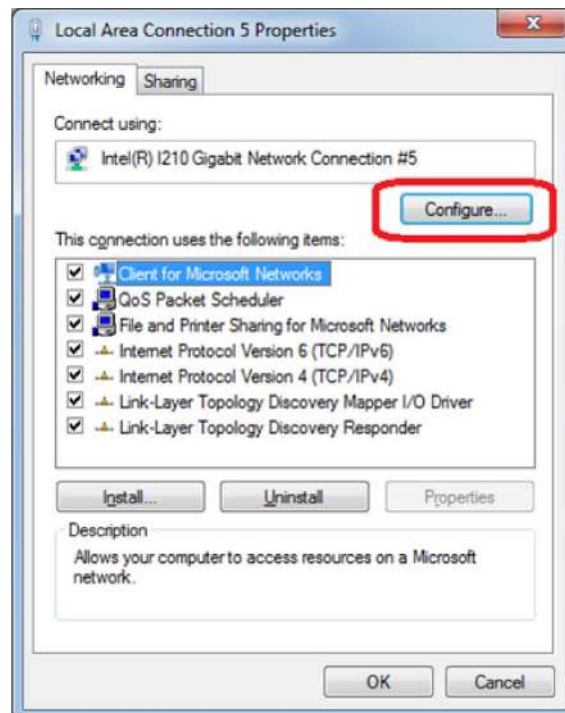 Local Area Connection 5 Properties
Networking
Sharing
Connect using:
Intel(R) I210 Gigabit Network Connection #5
Configure...
This connection uses the following items:
Client for Microsoft Networks
QoS Packet Scheduler
File and Printer Sharing for Microsoft Networks
Internet Protocol Version 6 (TCP/IPv6)
Internet Protocol Version 4 (TCP/IPv4)
Link-Layer Topology Discovery Mapper I/O Driver
Link-Layer Topology Discovery Responder
Install...
Uninstall
Properties
Description
Allows your computer to access resources on a Microsoft
network.
OK
Cancel